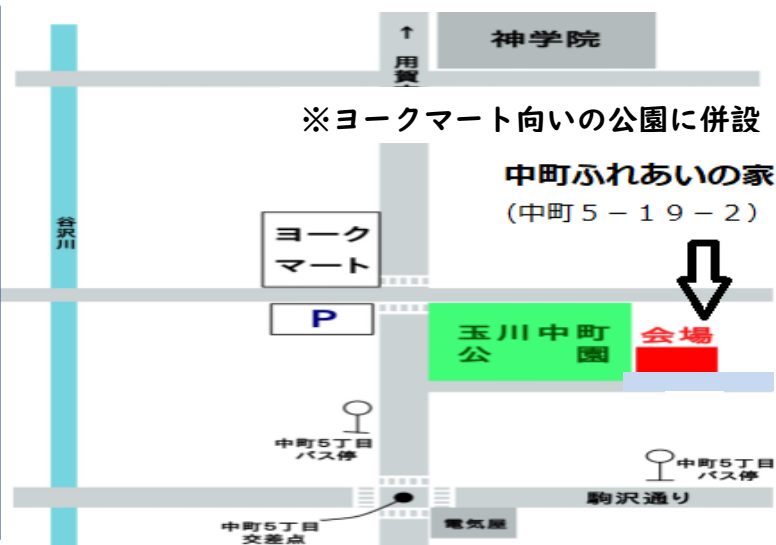 ↑
用
賀
神学院
※ヨークマート向いの公園に併設
中町ふれあいの家
(中町5－19－2)
谷沢川
ヨーク
マート
P
玉川中町
公園
会場
中町5丁目
バス停
中町5丁目
バス停
駒沢通り
中町5丁目
交差点
電気屋